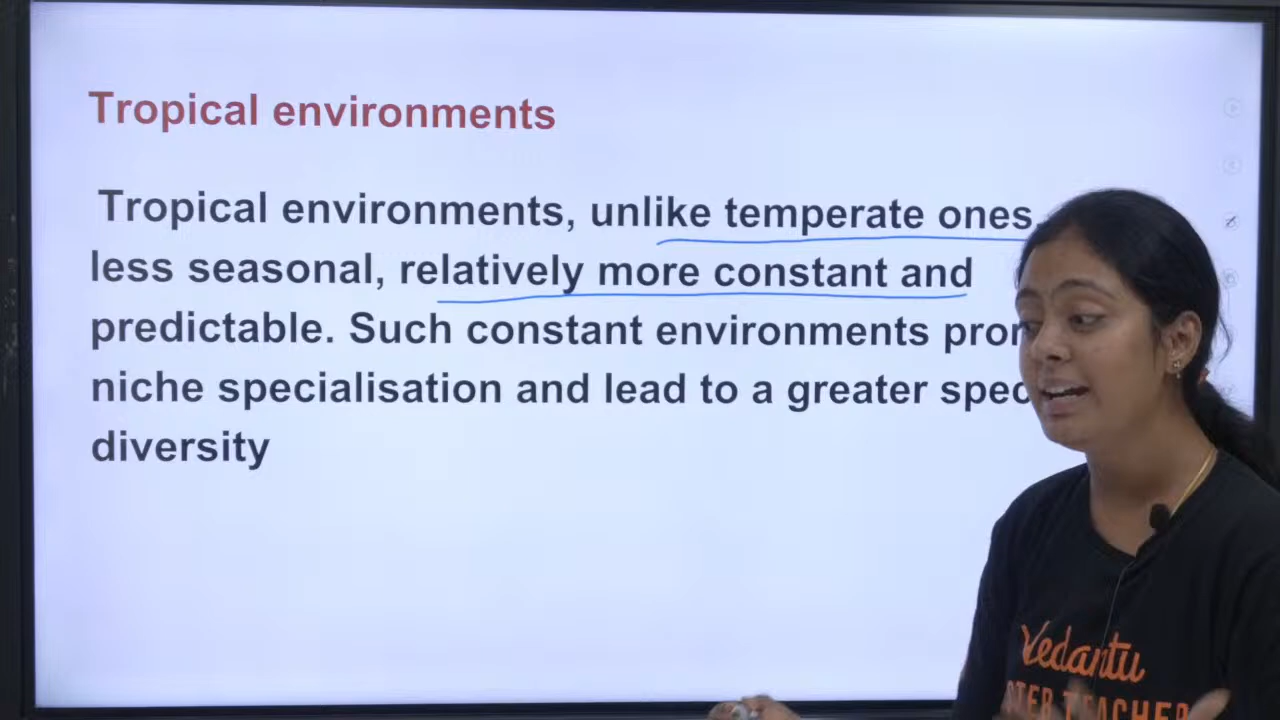 Tropical environments
Tropical environments, unlike temperate ones
less seasonal, relatively more constant and
predictable. Such constant environments
niche specialisation and lead to a greater
diversity
Vedantu
TEACHER